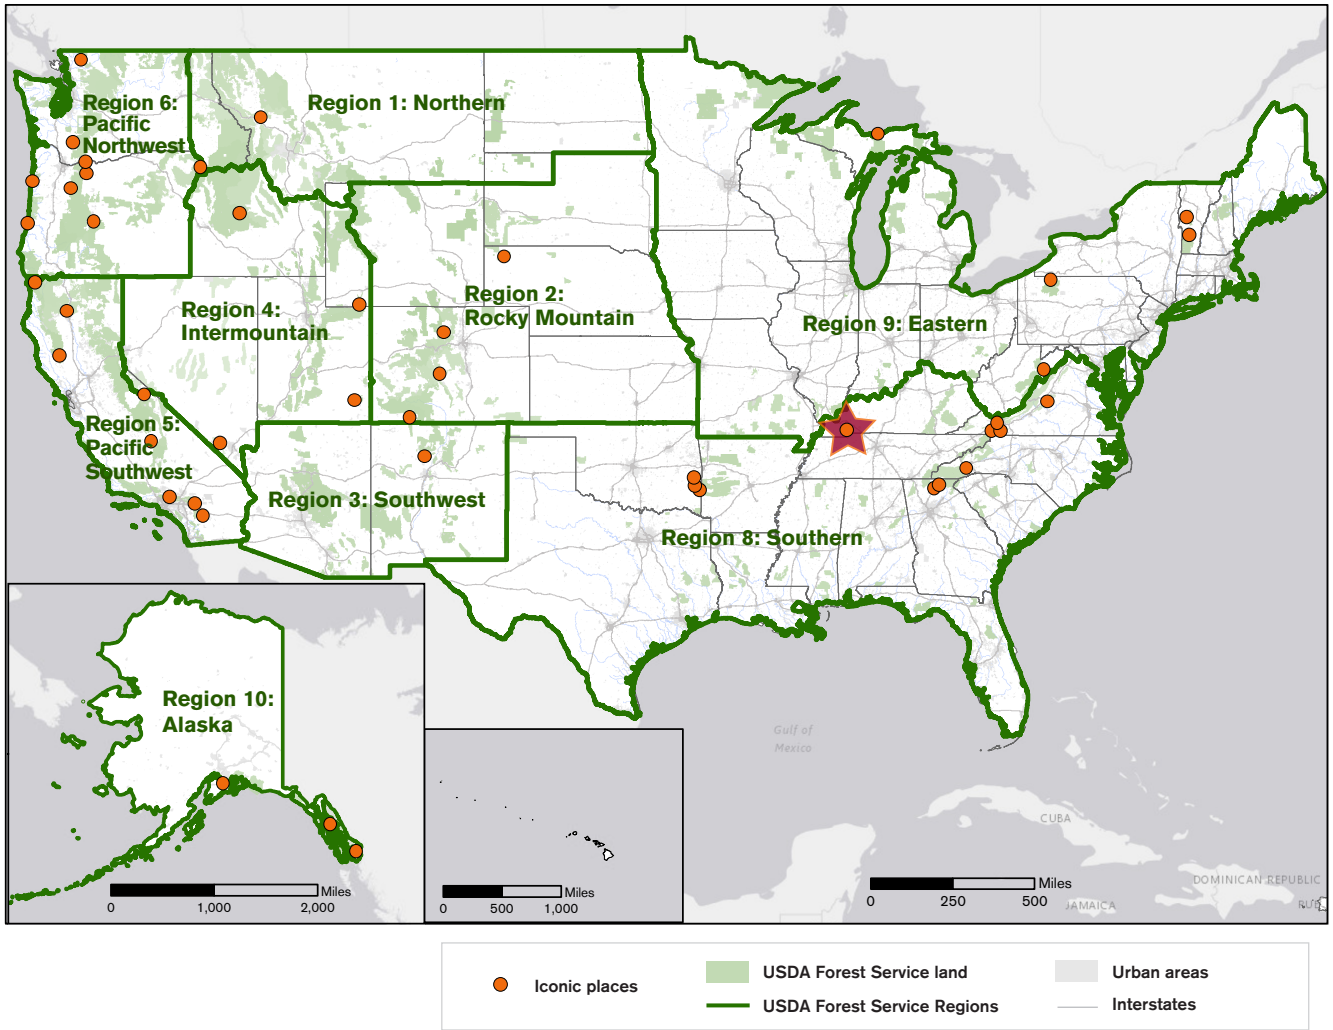 Region 6:
Pacific
Northwest
Region 1: Northern
Region 4:
Intermountain
Region 2:
Rocky Mountain
Region 9: Eastern
Region 5:
Pacific
Southwest
Region 3: Southwest
Region 8: Southern
Region 10:
Alaska
Gulf of
Mexico
CUBA
DOMINICAN REPUBLIC
JAMAICA
Miles
0 1,000 2,000
Miles
0 500 1,000
Miles
0 250 500
Iconic places
USDA Forest Service land
USDA Forest Service Regions
Urban areas
Interstates